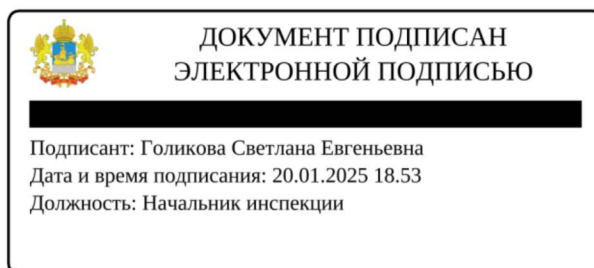 ДОКУМЕНТ ПОДПИСАН
ЭЛЕКТРОННОЙ ПОДПИСЬЮ
Подписант: Голикова Светлана Евгеньевна
Дата и время подписания: 20.01.2025 18.53
Должность: Начальник инспекции